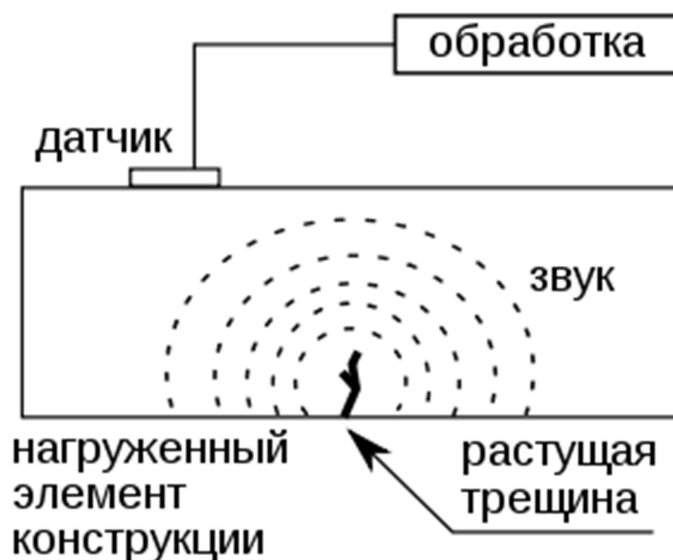 обработка
датчик
звук
нагруженный
элемент
конструкции
растущая
трещина